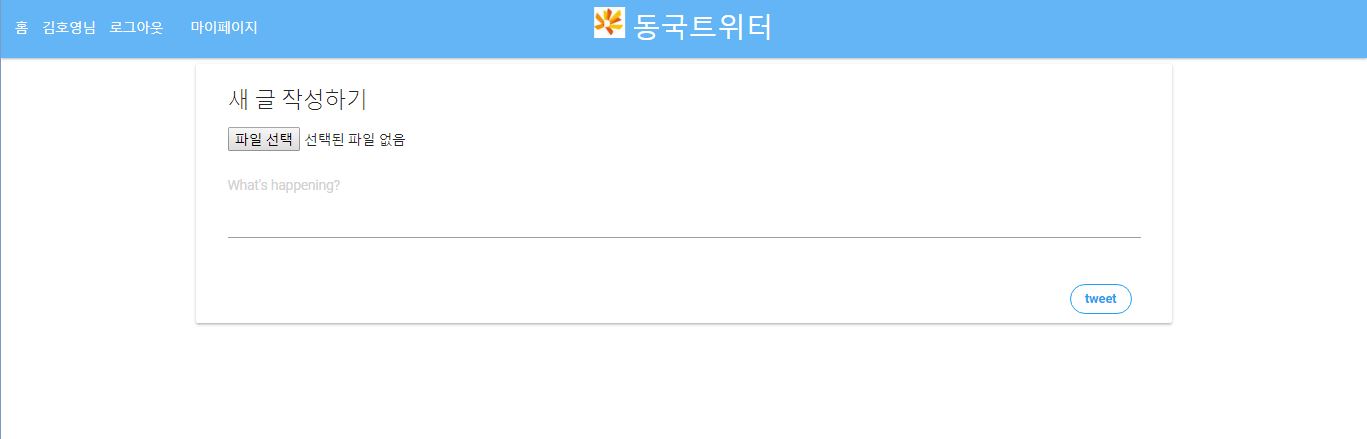 홈 김호영님 로그아웃 마이페이지 동국트위터
새 글 작성하기
파일 선택 선택된 파일 없음
What's happening?
tweet